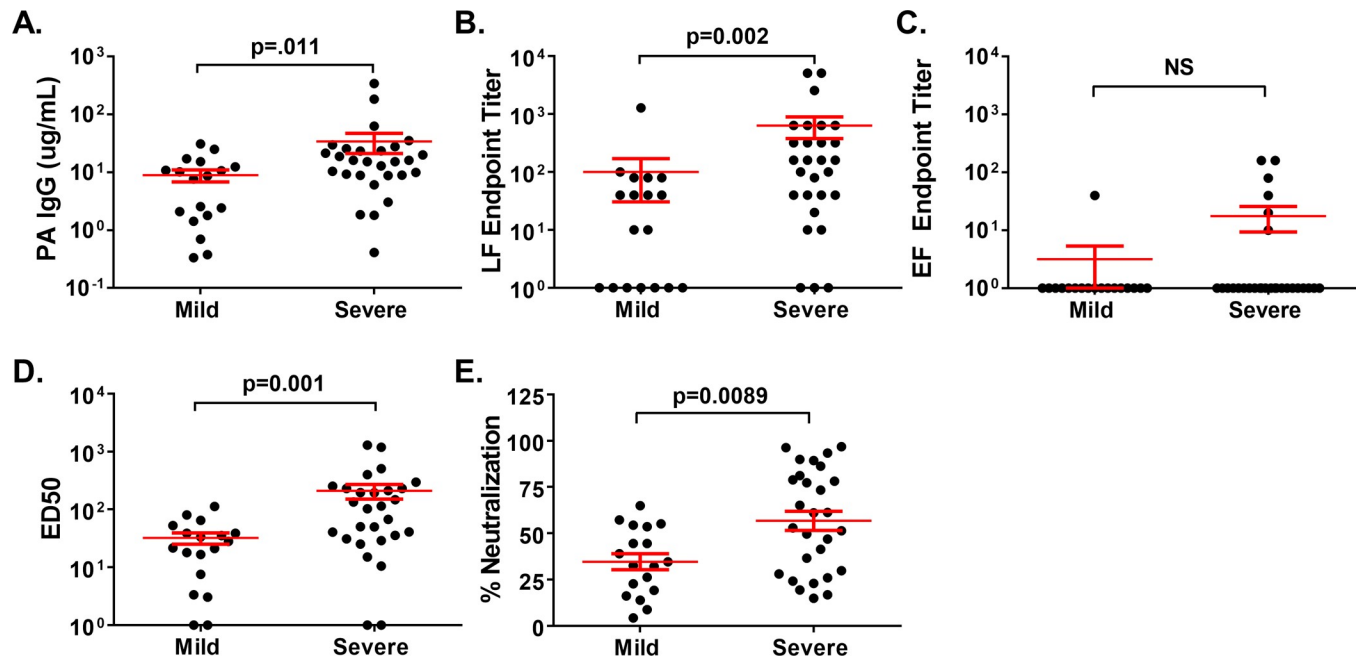 A.
p=.011
PA IgG (ug/mL)
10³
10²
10¹
10⁰
10⁻¹
Mild
Severe
B.
p=0.002
LF Endpoint Titer
10⁴
10³
10²
10¹
10⁰
Mild
Severe
C.
NS
EF Endpoint Titer
10⁴
10³
10²
10¹
10⁰
Mild
Severe
D.
p=0.001
ED50
10⁴
10³
10²
10¹
10⁰
Mild
Severe
E.
p=0.0089
% Neutralization
125
100
75
50
25
0
Mild
Severe